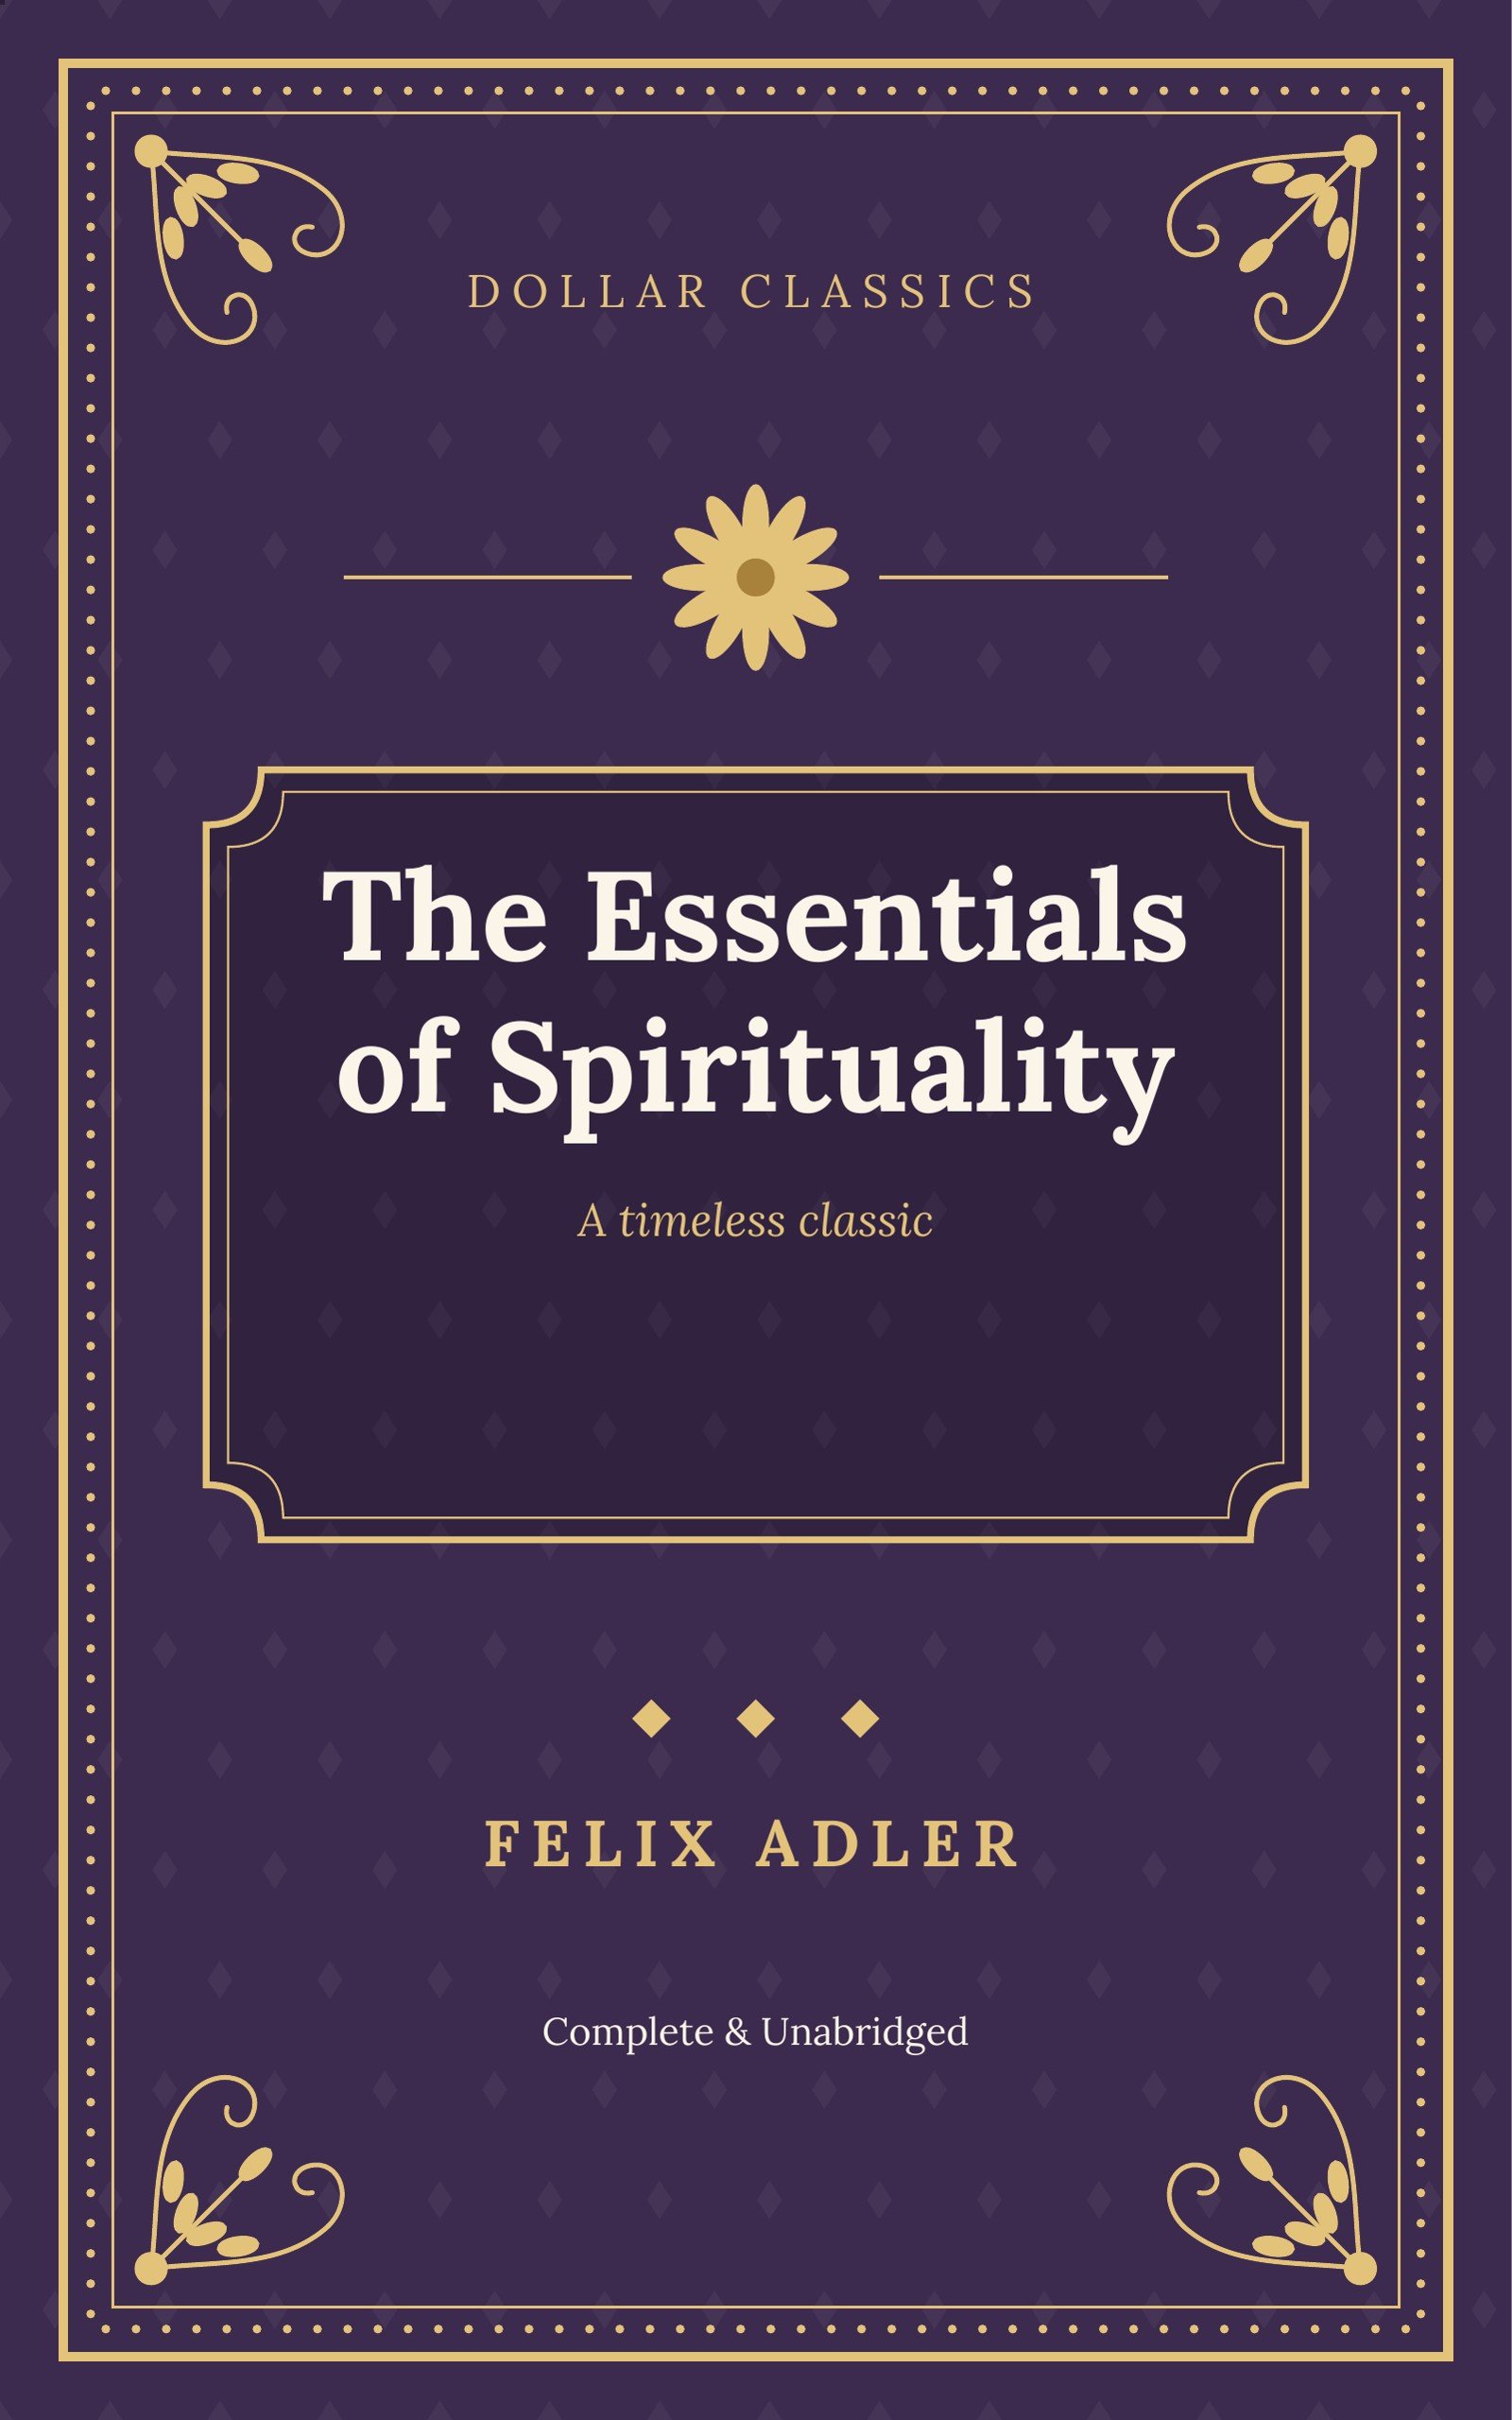 DOLLAR CLASSICS
The Essentials
of Spirituality
A timeless classic
FELIX ADLER
Complete & Unabridged